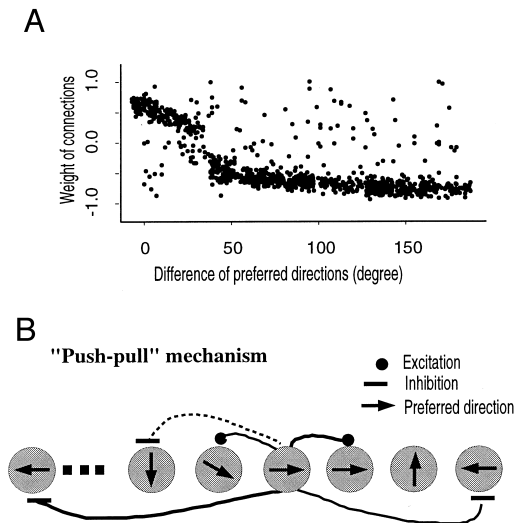 A
Weight of connections
1.0
0.0
-1.0
0 50 100 150
Difference of preferred directions (degree)
B
"Push-pull" mechanism
Excitation
Inhibition
Preferred direction